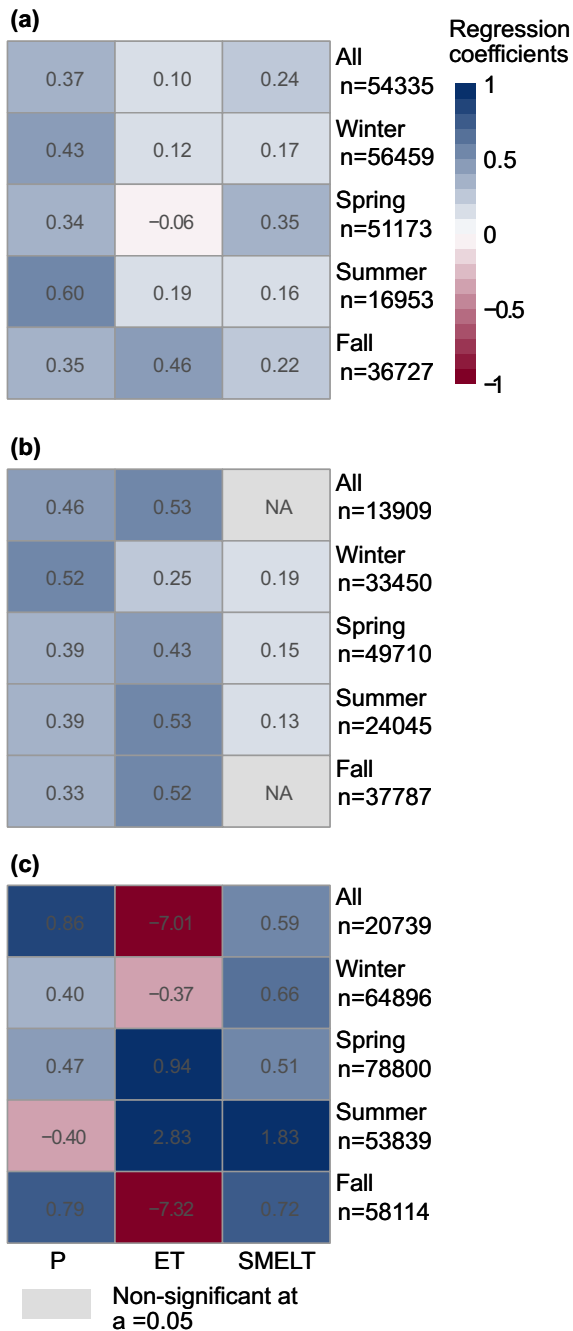 (a)
Regression
coefficients
0.37 0.10 0.24 All
n=54335
0.43 0.12 0.17 Winter
n=56459
0.34 −0.06 0.35 Spring
n=51173
0.60 0.19 0.16 Summer
n=16953
0.35 0.46 0.22 Fall
n=36727
1
0.5
0
−0.5
−1
(b)
0.46 0.53 NA All
n=13909
0.52 0.25 0.19 Winter
n=33450
0.39 0.43 0.15 Spring
n=49710
0.39 0.53 0.13 Summer
n=24045
0.33 0.52 NA Fall
n=37787
(c)
0.86 −7.01 0.59 All
n=20739
0.40 −0.37 0.66 Winter
n=64896
0.47 0.94 0.51 Spring
n=78800
−0.40 2.83 1.83 Summer
n=53839
0.79 −7.32 0.72 Fall
n=58114
P ET SMELT
Non-significant at
a =0.05